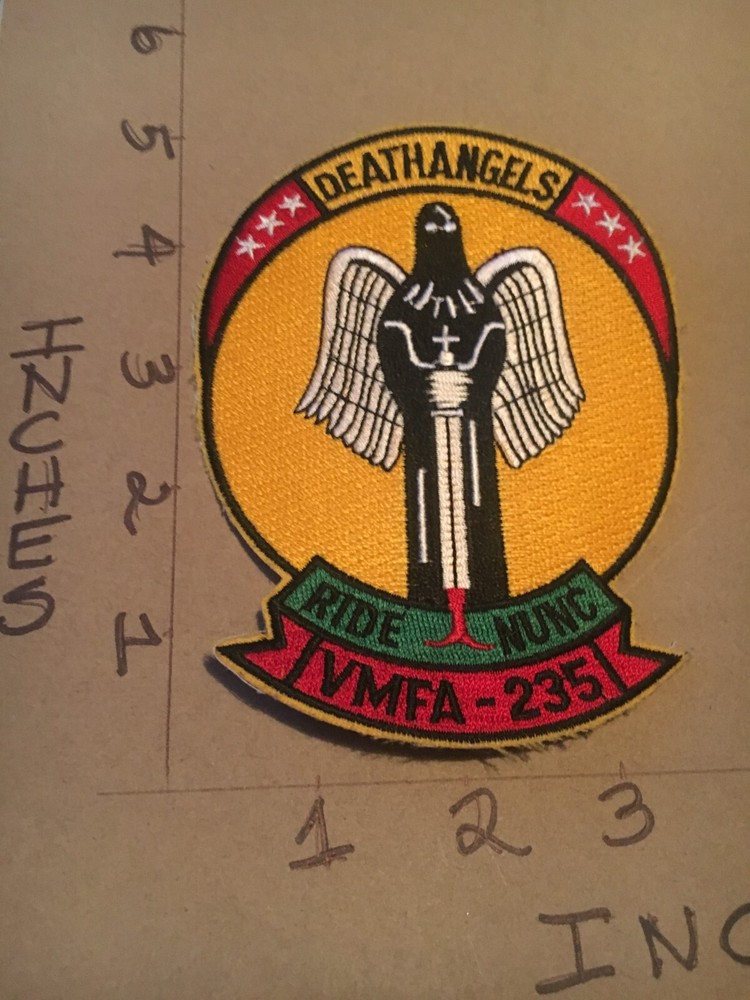 DEATHANGELS
RIDE NUNC
VMFA-235
6
5
4
3
2
1
INCHES
1 2 3
INC